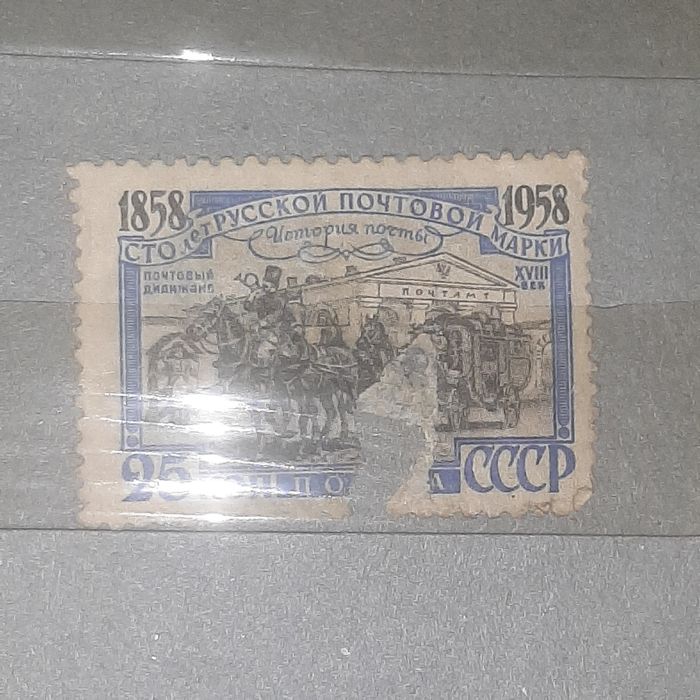 1858 1958
СТО лет РУССКОЙ ПОЧТОВОЙ МАРКИ
История почты
ПОЧТОВЫЙ
ДИЛИЖАНС
XVIII
ВЕК
ПОЧТАМТ
25 СССР